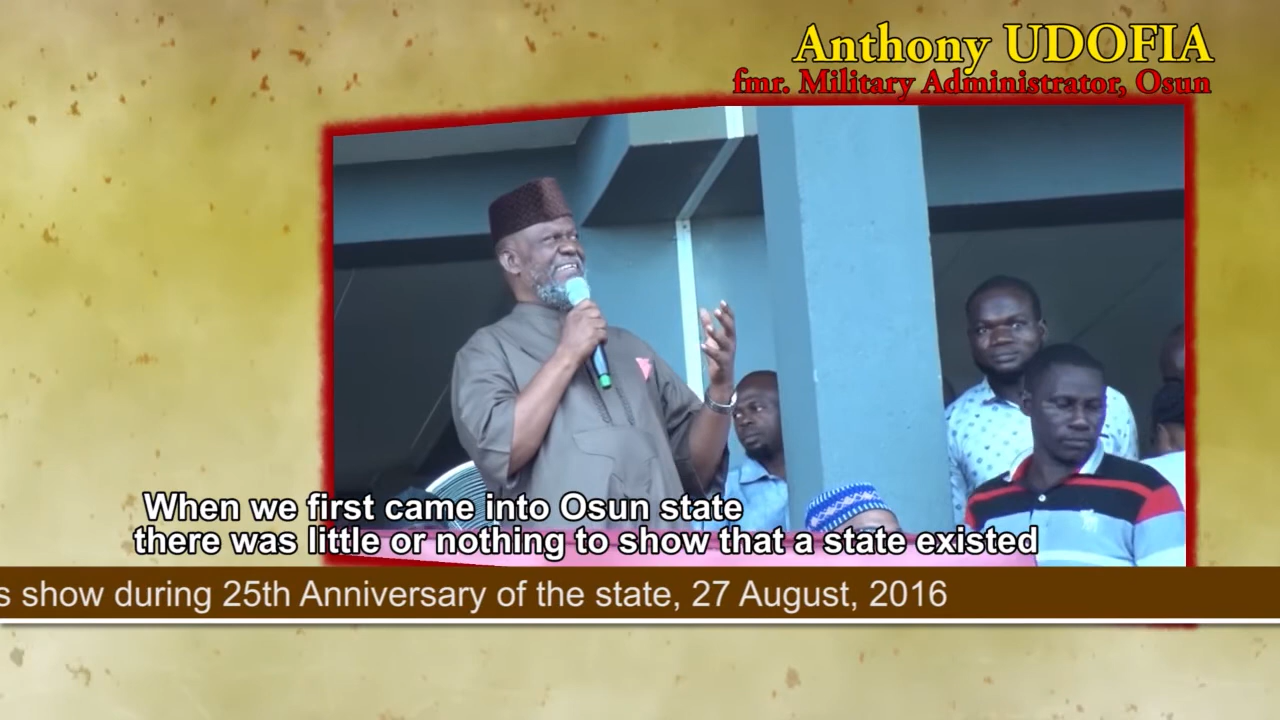 Anthony UDOFIA
fmr. Military Administrator, Osun
When we first came into Osun state
there was little or nothing to show that a state existed
s show during 25th Anniversary of the state, 27 August, 2016